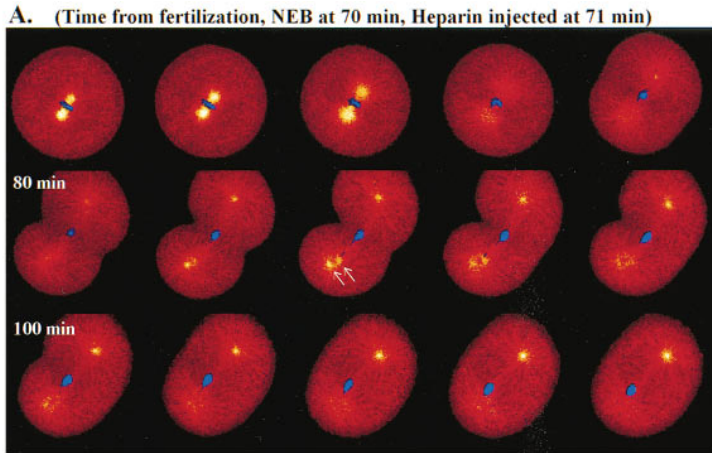 A. (Time from fertilization, NEB at 70 min, Heparin injected at 71 min)
80 min
100 min